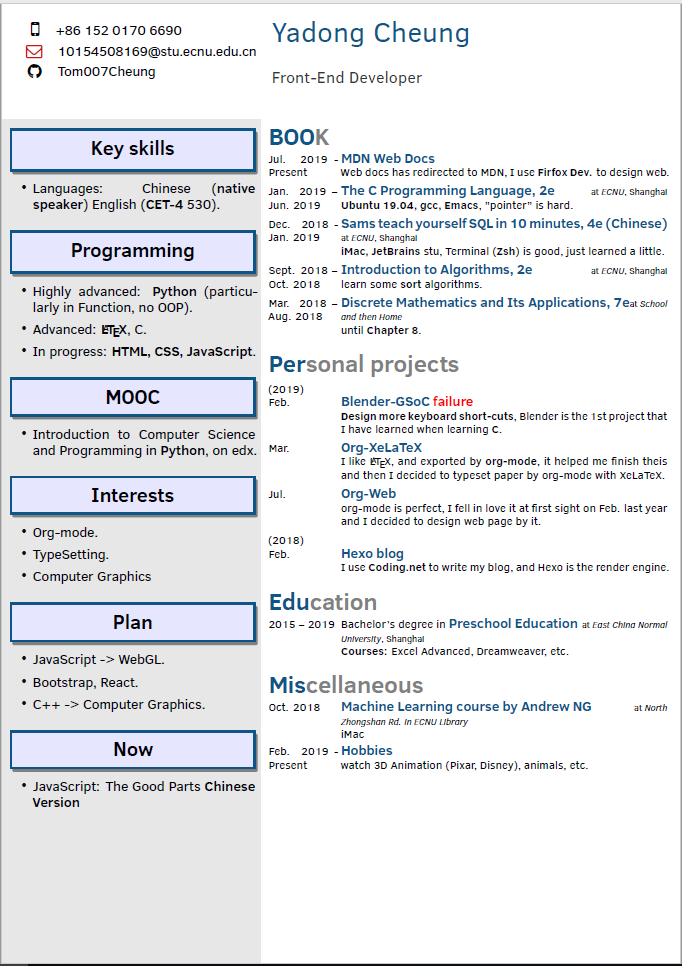 +86 152 0170 6690
10154508169@stu.ecnu.edu.cn
Tom007Cheung
Yadong Cheung
Front-End Developer
Key skills
• Languages: Chinese (native
speaker) English (CET-4 530).
Programming
• Highly advanced: Python (particu-
larly in Function, no OOP).
• Advanced: LATEX, C.
• In progress: HTML, CSS, JavaScript.
MOOC
• Introduction to Computer Science
and Programming in Python, on edx.
Interests
• Org-mode.
• TypeSetting.
• Computer Graphics
Plan
• JavaScript -> WebGL.
• Bootstrap, React.
• C++ -> Computer Graphics.
Now
• JavaScript: The Good Parts Chinese
Version
BOOK
Jul. 2019 - MDN Web Docs
Present Web docs has redirected to MDN, I use Firfox Dev. to design web.
Jan. 2019 – The C Programming Language, 2e at ECNU, Shanghai
Jun. 2019 Ubuntu 19.04, gcc, Emacs, "pointer" is hard.
Dec. 2018 - Sams teach yourself SQL in 10 minutes, 4e (Chinese)
Jan. 2019 at ECNU, Shanghai
iMac, JetBrains stu, Terminal (Zsh) is good, just learned a little.
Sept. 2018 – Introduction to Algorithms, 2e at ECNU, Shanghai
Oct. 2018 learn some sort algorithms.
Mar. 2018 – Discrete Mathematics and Its Applications, 7e at School
Aug. 2018 and then Home
until Chapter 8.
Personal projects
(2019)
Feb. Blender-GSoC failure
Design more keyboard short-cuts, Blender is the 1st project that
I have learned when learning C.
Mar. Org-XeLaTeX
I like LATEX, and exported by org-mode, it helped me finish theis
and then I decided to typeset paper by org-mode with XeLaTeX.
Jul. Org-Web
org-mode is perfect, I fell in love it at first sight on Feb. last year
and I decided to design web page by it.
(2018)
Feb. Hexo blog
I use Coding.net to write my blog, and Hexo is the render engine.
Education
2015 – 2019 Bachelor's degree in Preschool Education at East China Normal
University, Shanghai
Courses: Excel Advanced, Dreamweaver, etc.
Miscellaneous
Oct. 2018 Machine Learning course by Andrew NG at North
Zhongshan Rd. in ECNU Library
iMac
Feb. 2019 - Hobbies
Present watch 3D Animation (Pixar, Disney), animals, etc.